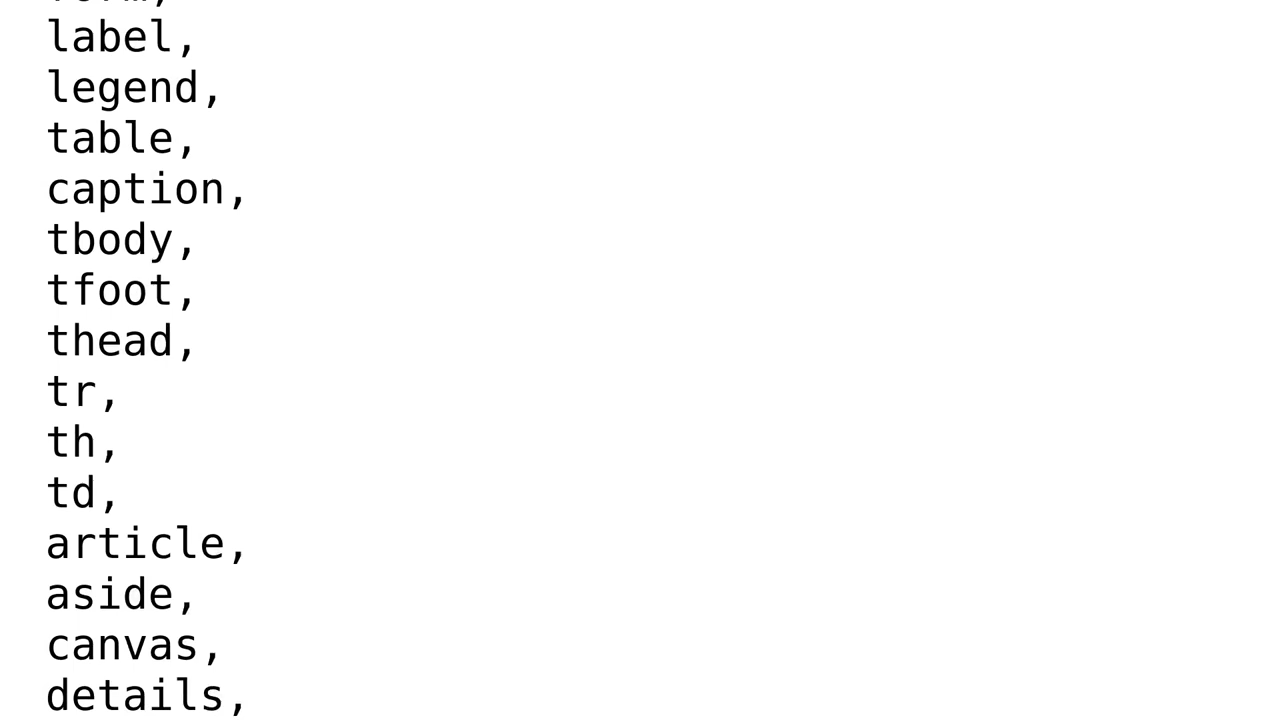 label,
legend,
table,
caption,
tbody,
tfoot,
thead,
tr,
th,
td,
article,
aside,
canvas,
details,